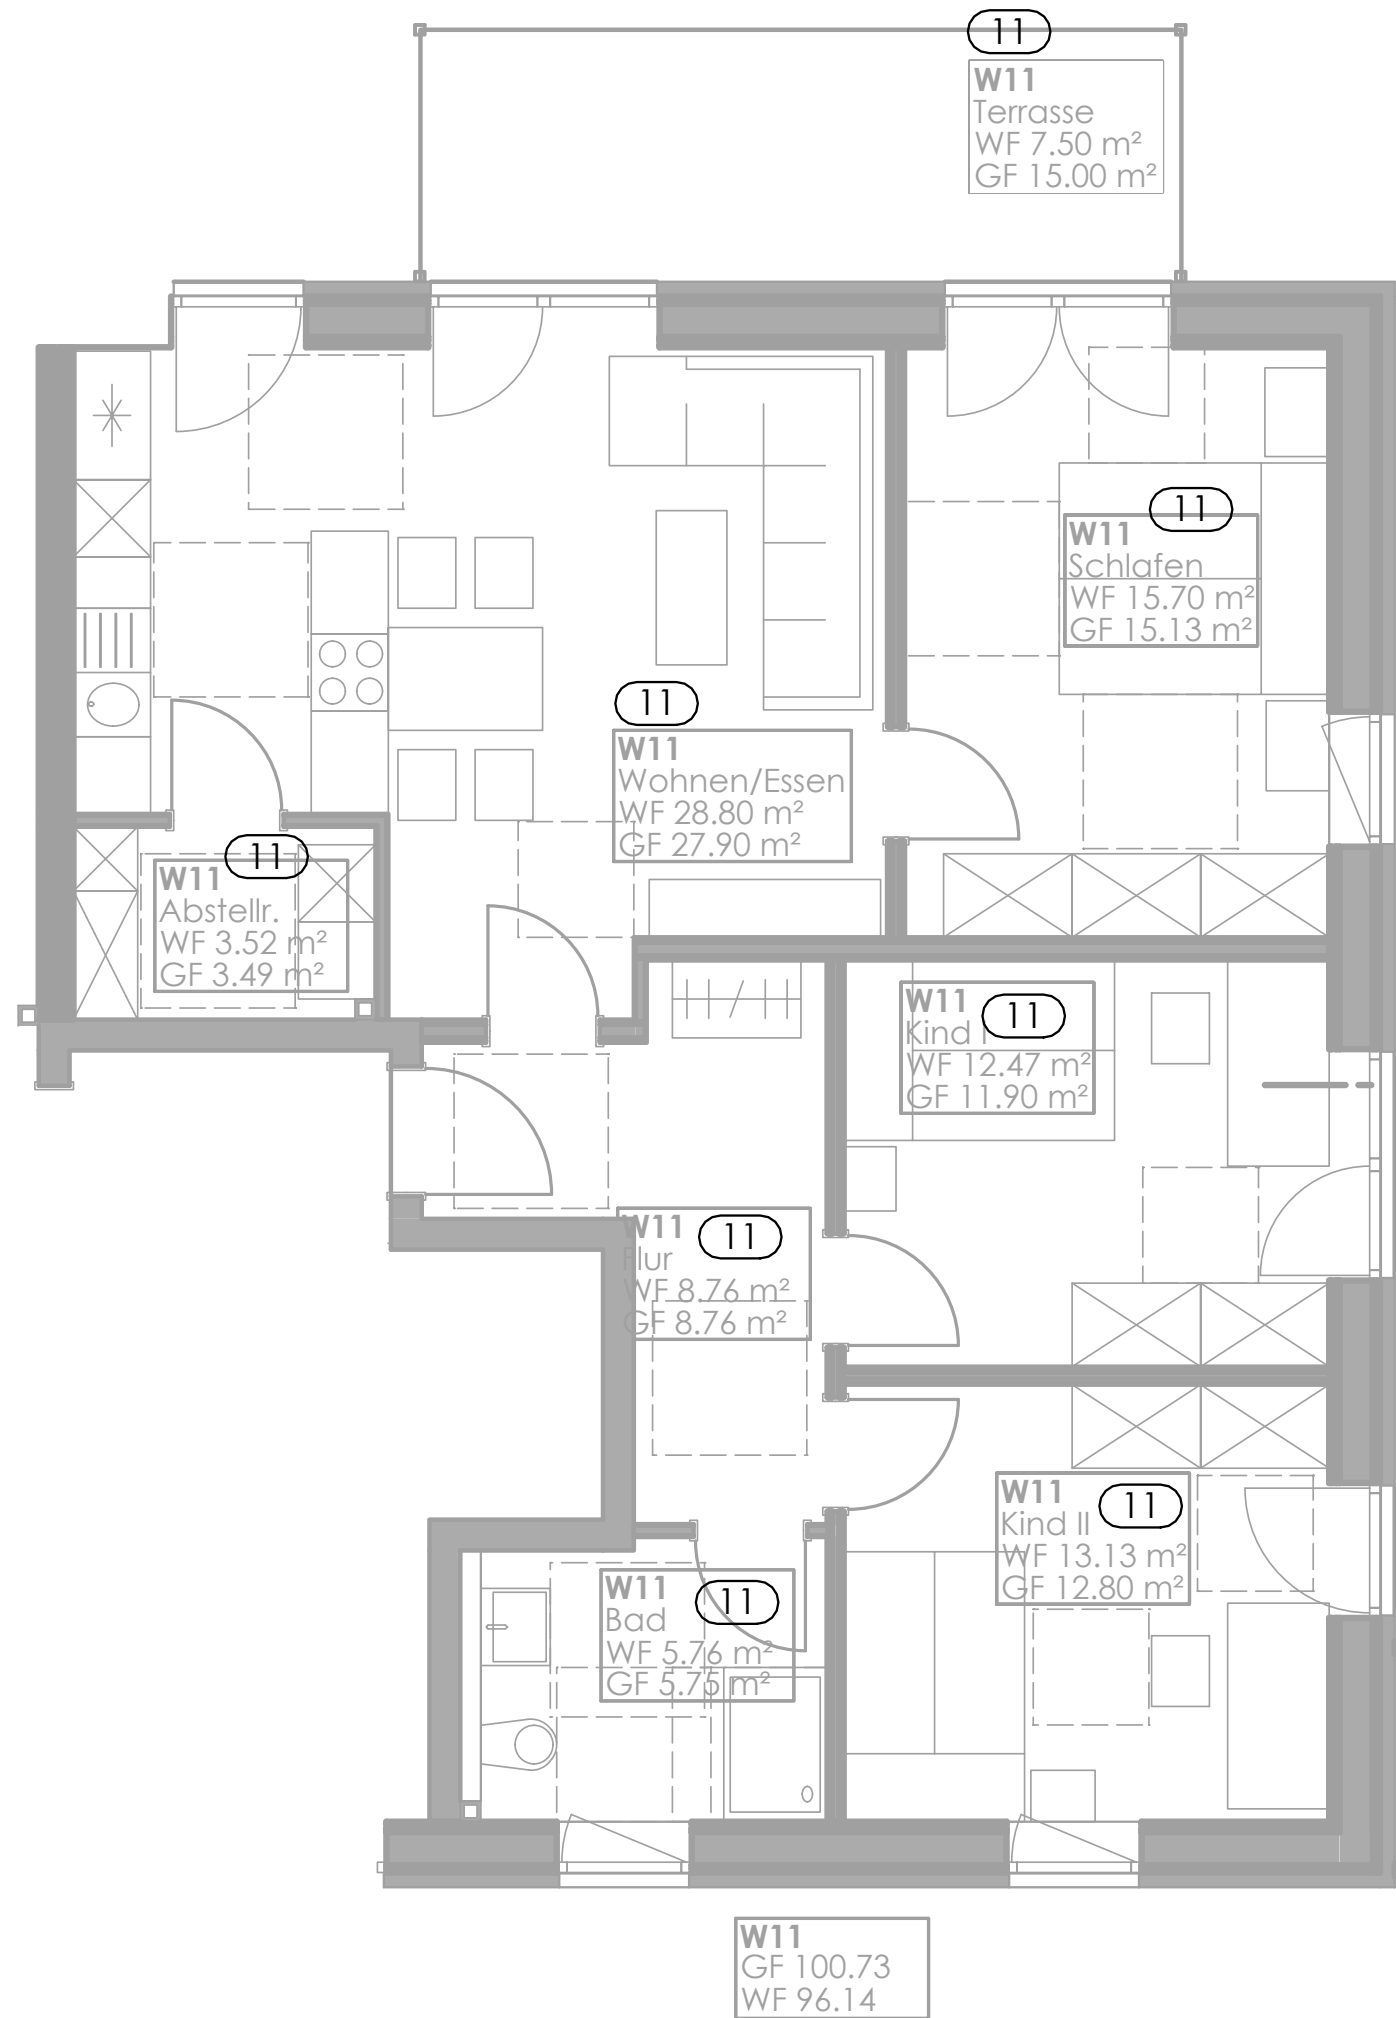 11
W11
Terrasse
WF 7.50 m²
GF 15.00 m²
11
W11
Schlafen
WF 15.70 m²
GF 15.13 m²
11
W11
Wohnen/Essen
WF 28.80 m²
GF 27.90 m²
11
W11
Abstellr.
WF 3.52 m²
GF 3.49 m²
11
W11
Kind I
WF 12.47 m²
GF 11.90 m²
11
W11
Flur
WF 8.76 m²
GF 8.76 m²
11
W11
Kind II
WF 13.13 m²
GF 12.80 m²
11
W11
Bad
WF 5.76 m²
GF 5.75 m²
W11
GF 100.73
WF 96.14